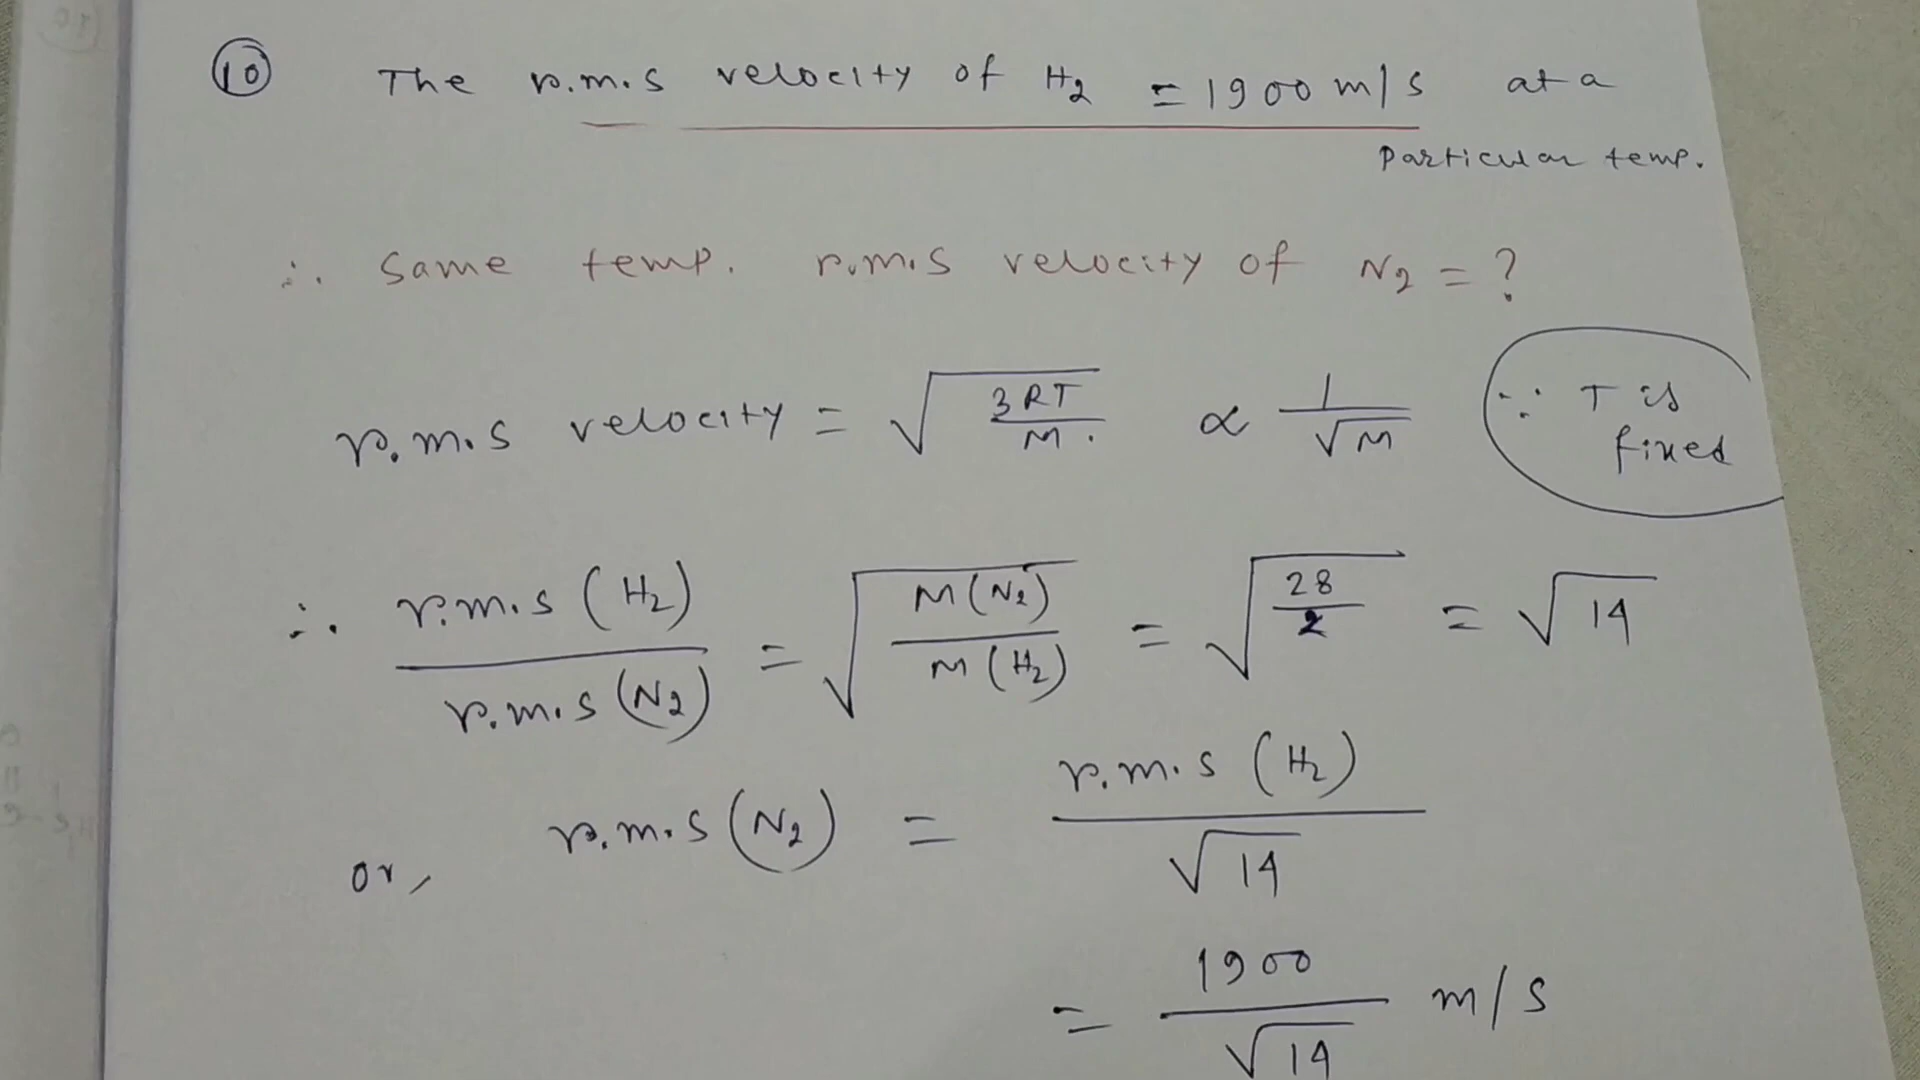 10 The r.m.s velocity of H₂ = 1900 m/s at a
particular temp.
∴ Same temp. r.m.s velocity of N₂ = ?
r.m.s velocity = √(3RT/M) ∝ 1/√M ∵ T is
fixed
∴ r.m.s (H₂) / r.m.s (N₂) = √(M(N₂)/M(H₂)) = √(28/2) = √14
or, r.m.s (N₂) = r.m.s (H₂) / √14
= 1900/√14 m/s